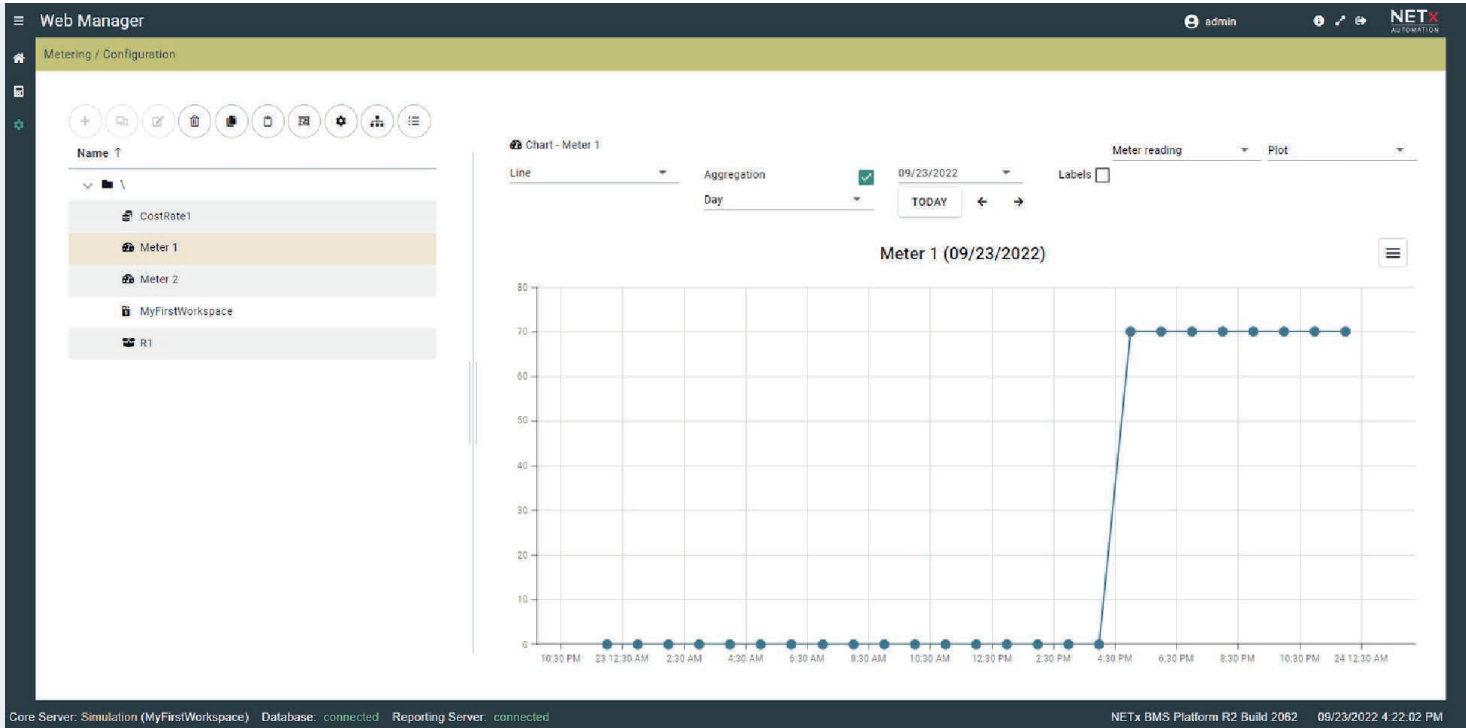 Web Manager
admin
NETx
AUTOMATION
Metering / Configuration
Name ↑
\
CostRate1
Meter 1
Meter 2
MyFirstWorkspace
R1
Chart - Meter 1
Meter reading
Plot
Line
Aggregation
09/23/2022
Labels
Day
TODAY
Meter 1 (09/23/2022)
80
70
60
50
40
30
20
10
0
10:30 PM 23 12:30 AM 2:30 AM 4:30 AM 6:30 AM 8:30 AM 10:30 AM 12:30 PM 2:30 PM 4:30 PM 6:30 PM 8:30 PM 10:30 PM 24 12:30 AM
Core Server: Simulation (MyFirstWorkspace) Database: connected Reporting Server: connected
NETx BMS Platform R2 Build 2062 09/23/2022 4:22:02 PM